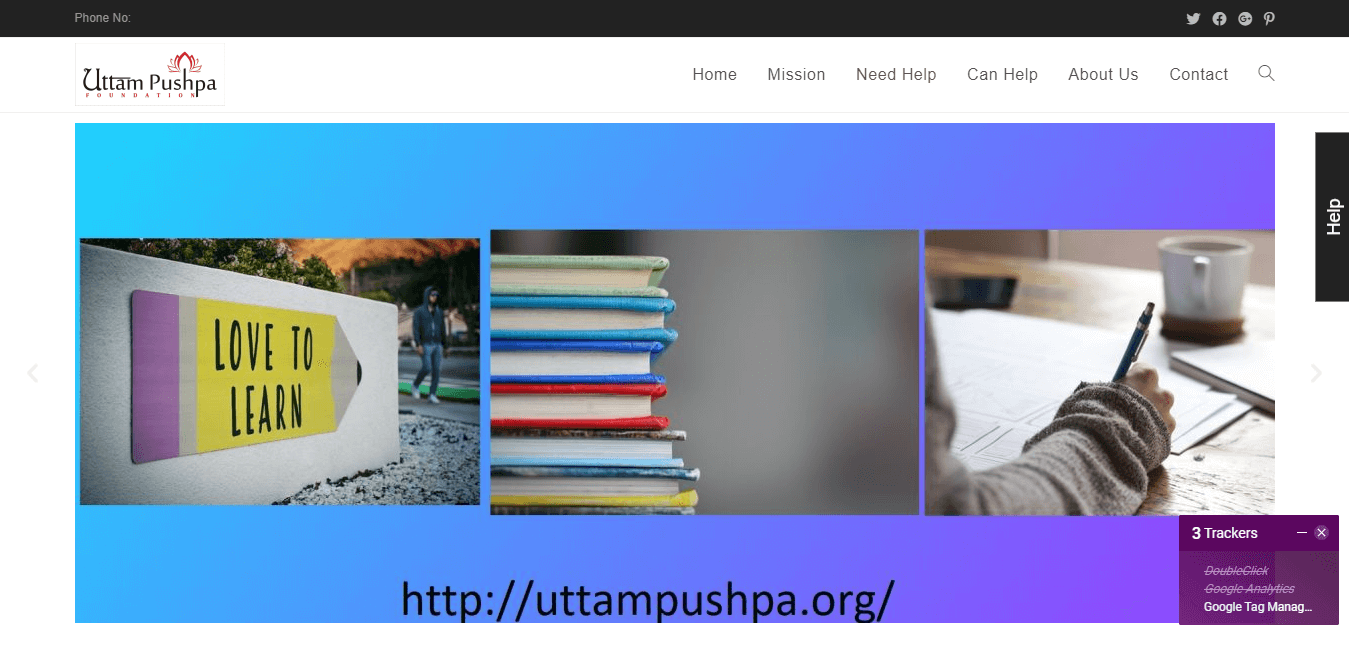 Phone No:
Uttam Pushpa
FOUNDATION
Home Mission Need Help Can Help About Us Contact
Help
LOVE TO
LEARN
3 Trackers
DoubleClick
Google Analytics
Google Tag Manag...
http://uttampushpa.org/